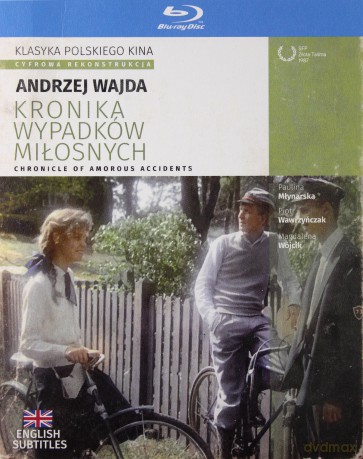 Blu-ray Disc
KLASYKA POLSKIEGO KINA
CYFROWA REKONSTRUKCJA
ANDRZEJ WAJDA
KRONIKA
WYPADKÓW
MIŁOSNYCH
CHRONICLE OF AMOROUS ACCIDENTS
Paulina
Młynarska
Piotr
Wawrzyńczak
Magdalena
Wójcik
ENGLISH
SUBTITLES
dvdmax